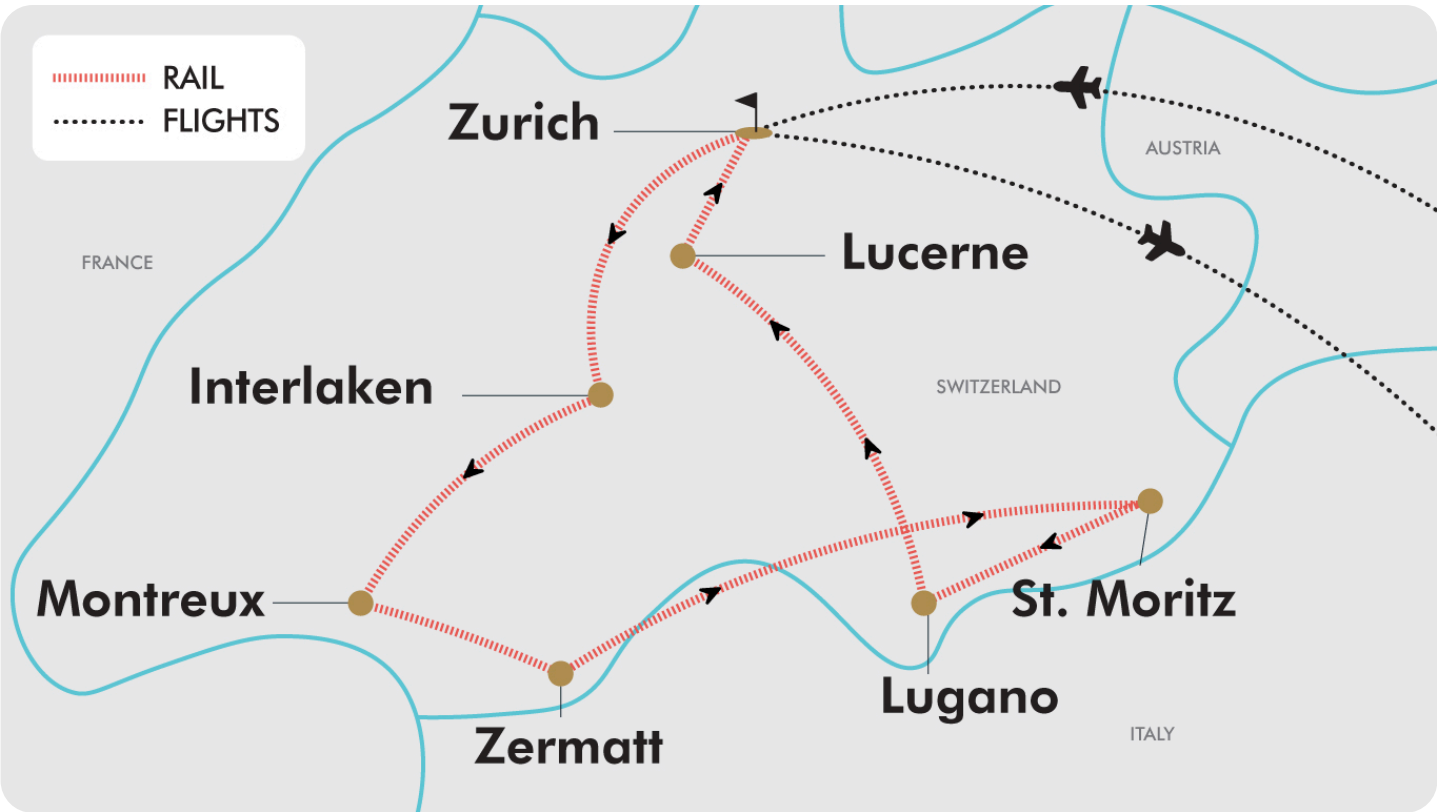 RAIL
FLIGHTS
Zurich
AUSTRIA
Lucerne
FRANCE
Interlaken
SWITZERLAND
Montreux
St. Moritz
Lugano
Zermatt
ITALY